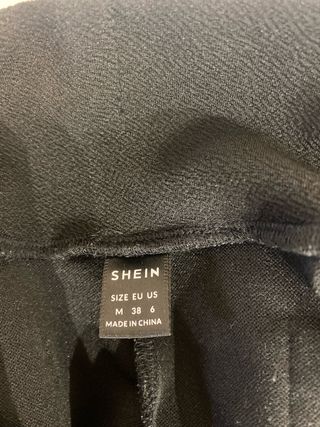 SHEIN
SIZE EU US
M 38 6
MADE IN CHINA